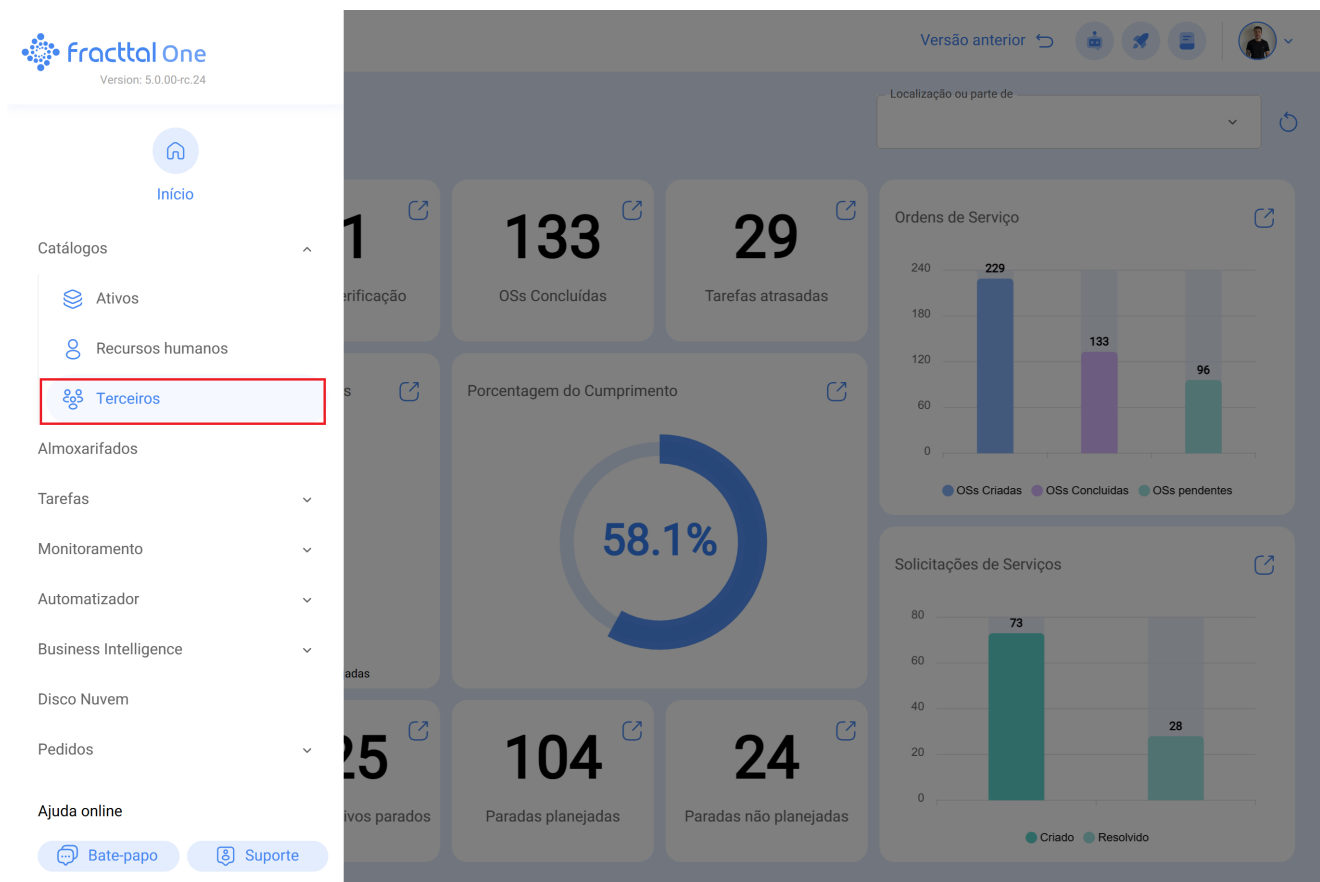 fracttal One
Version: 5.0.00-rc.24
Início
Catálogos
Ativos
Recursos humanos
Terceiros
Almoxarifados
Tarefas
Monitoramento
Automatizador
Business Intelligence
Disco Nuvem
Pedidos
Ajuda online
Bate-papo
Suporte
Versão anterior
Localização ou parte de
1
erificação
133
OSs Concluídas
29
Tarefas atrasadas
Ordens de Serviço
240
180
120
60
0
229
133
96
OSs Criadas
OSs Concluidas
OSs pendentes
s
adas
Porcentagem do Cumprimento
58.1%
Solicitações de Serviços
80
60
40
20
0
73
28
Criado
Resolvido
25
ivos parados
104
Paradas planejadas
24
Paradas não planejadas